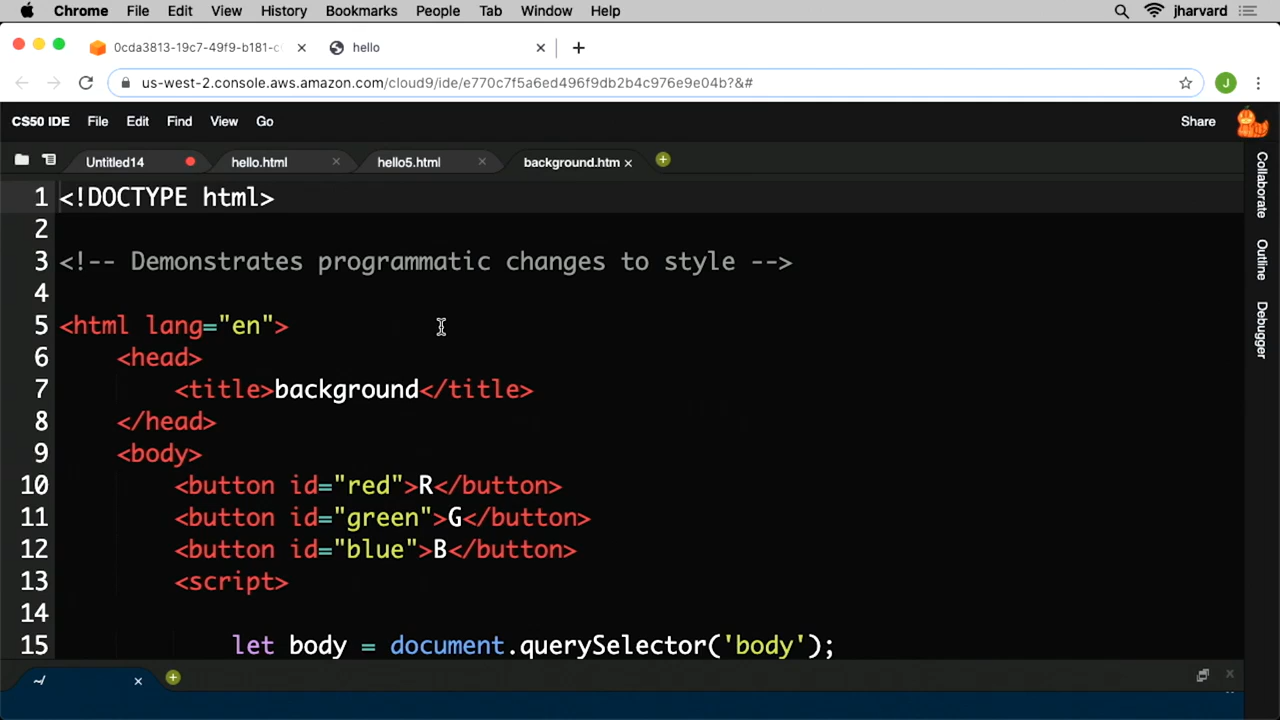 Chrome File Edit View History Bookmarks People Tab Window Help jharvard
0cda3813-19c7-49f9-b181-c hello
us-west-2.console.aws.amazon.com/cloud9/ide/e770c7f5a6ed496f9db2b4c976e9e04b?&# J
CS50 IDE File Edit Find View Go Share
Untitled14 hello.html hello5.html background.htm
1 <!DOCTYPE html>
2
3 <!-- Demonstrates programmatic changes to style -->
4
5 <html lang="en">
6 <head>
7 <title>background</title>
8 </head>
9 <body>
10 <button id="red">R</button>
11 <button id="green">G</button>
12 <button id="blue">B</button>
13 <script>
14
15 let body = document.querySelector('body');
~/
Collaborate
Outline
Debugger